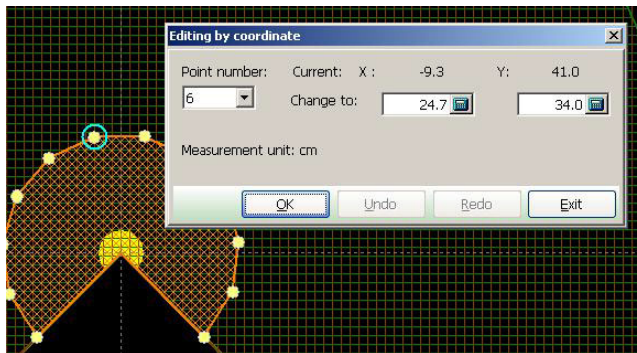 Editing by coordinate
Point number: Current: X : -9.3 Y: 41.0
6 Change to: 24.7 34.0
Measurement unit: cm
OK Undo Redo Exit